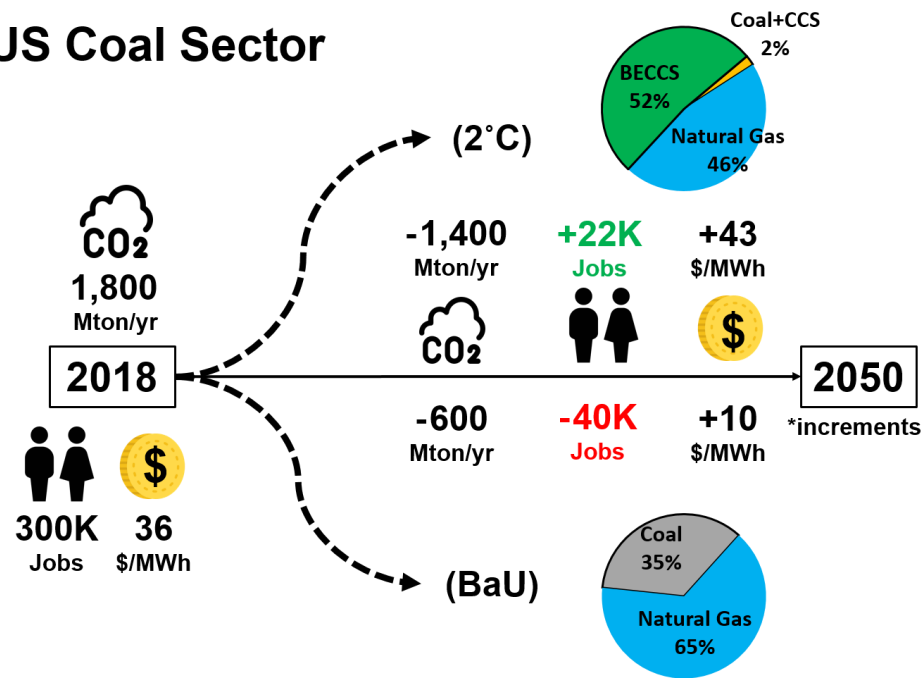 US Coal Sector
Coal+CCS
2%
BECCS
52%
Natural Gas
46%
(2°C)
CO2
1,800
Mton/yr
-1,400
Mton/yr
+22K
Jobs
+43
$/MWh
CO2
$
2018
2050
*increments
-600
Mton/yr
-40K
Jobs
+10
$/MWh
$
300K
Jobs
36
$/MWh
(BaU)
Coal
35%
Natural Gas
65%